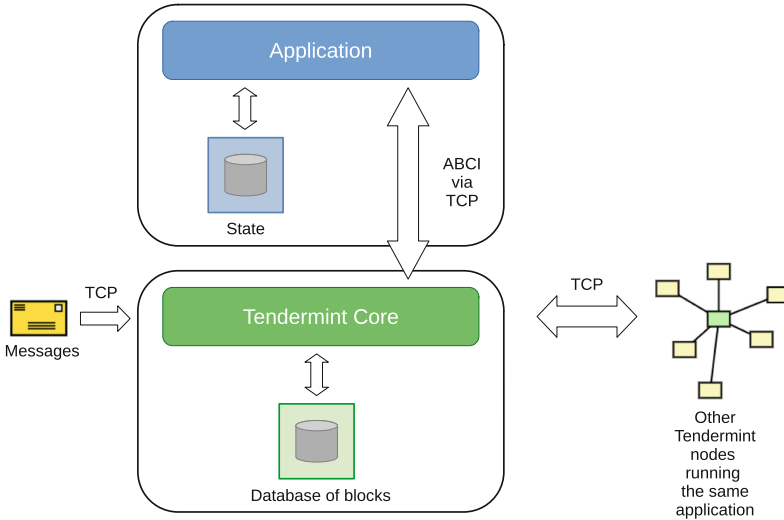 Application
ABCI
via
TCP
State
TCP
Messages
Tendermint Core
Database of blocks
TCP
Other
Tendermint
nodes
running
the same
application